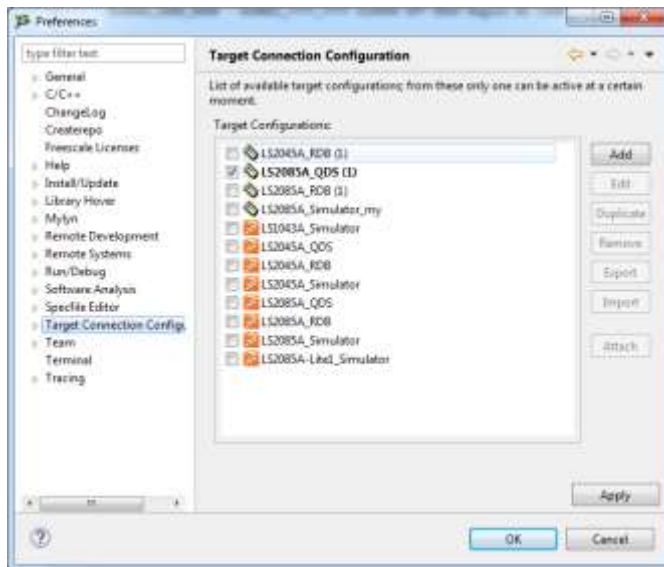 Preferences
type filter text
General
C/C++
ChangeLog
Createrepo
Freescale Licenses
Help
Install/Update
Library Hover
Mylyn
Remote Development
Remote Systems
Run/Debug
Software Analysis
Specfile Editor
Target Connection Configu
Team
Terminal
Tracing
Target Connection Configuration
List of available target configurations; from these only one can be active at a certain
moment.
Target Configurations:
LS2045A_RDB (1)
LS2085A_QDS (1)
LS2085A_RDB (1)
LS2085A_Simulator_my
LS1043A_Simulator
LS2045A_QDS
LS2045A_RDB
LS2045A_Simulator
LS2085A_QDS
LS2085A_RDB
LS2085A_Simulator
LS2085A-Lite1_Simulator
Add
Edit
Duplicate
Remove
Export
Import
Attach
Apply
OK
Cancel